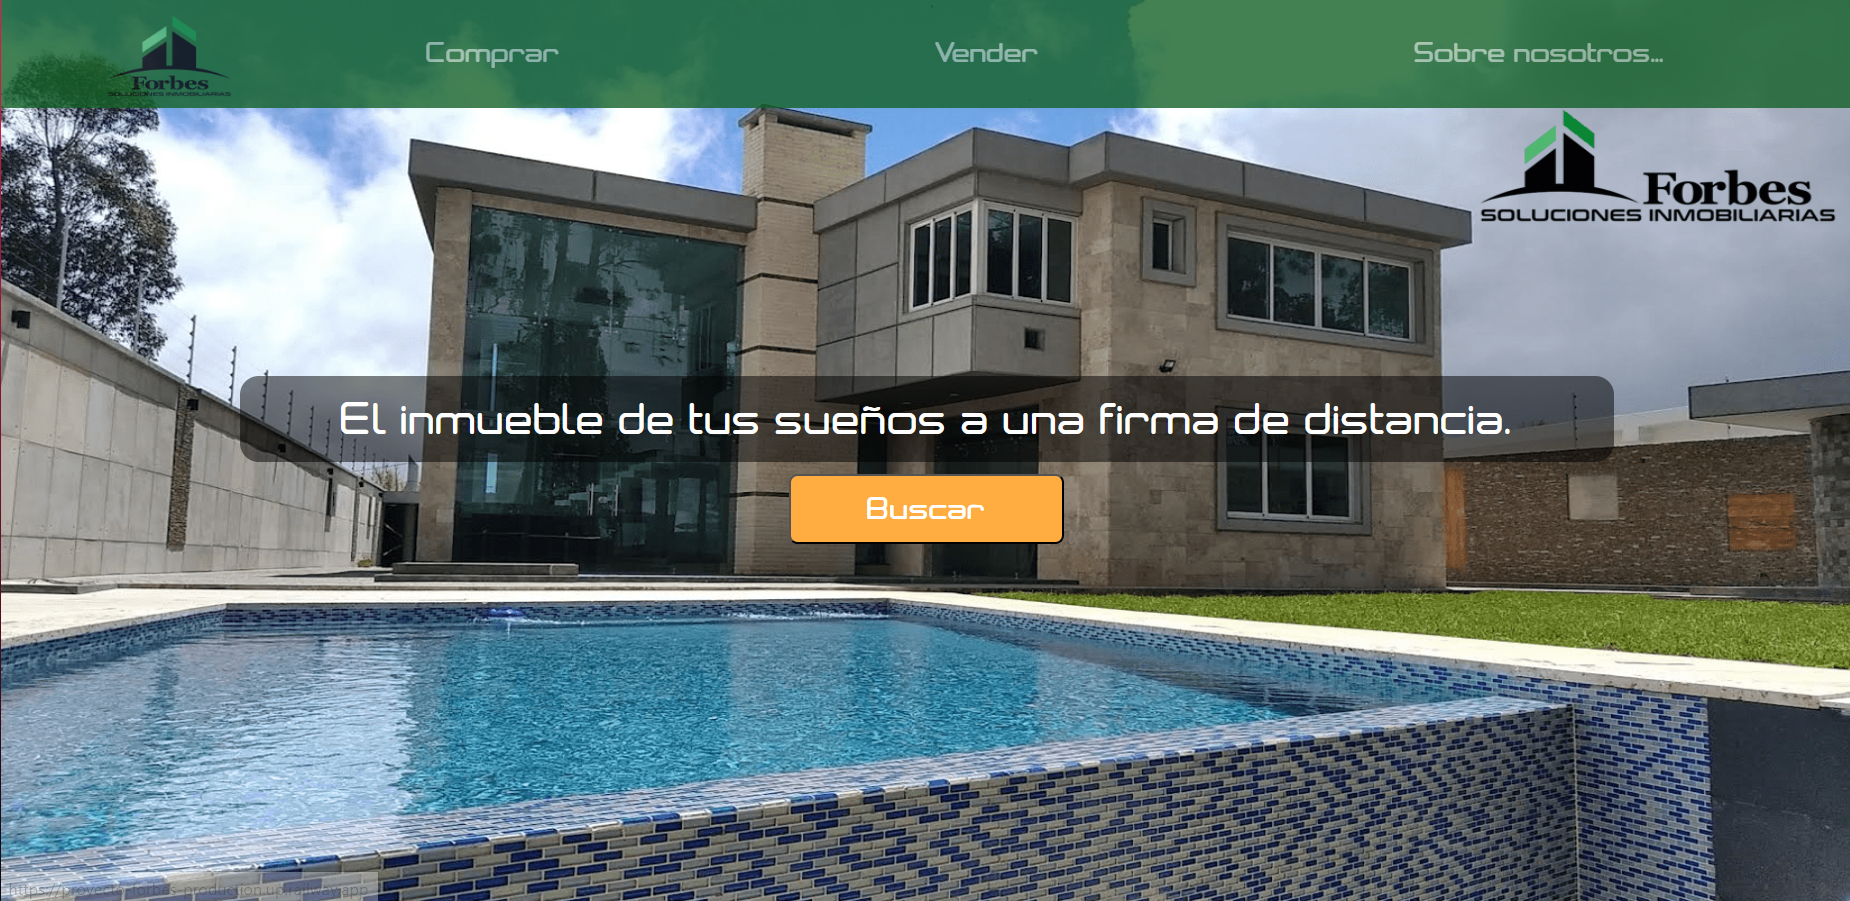 Forbes
SOLUCIONES INMOBILIARIAS
Comprar
Vender
Sobre nosotros...
Forbes
SOLUCIONES INMOBILIARIAS
El inmueble de tus sueños a una firma de distancia.
Buscar
https://proyecto-forbes-production.up.railway.app